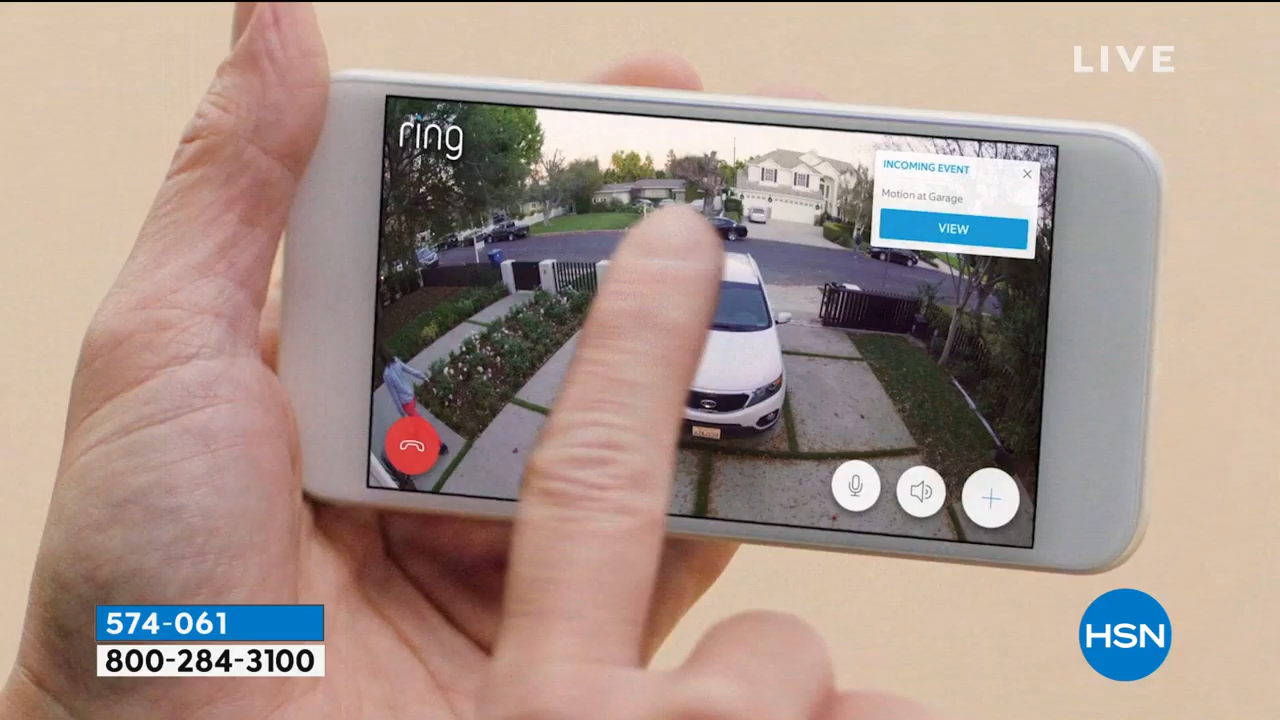 LIVE
ring
INCOMING EVENT
Motion at Garage
VIEW
574-061
800-284-3100
HSN